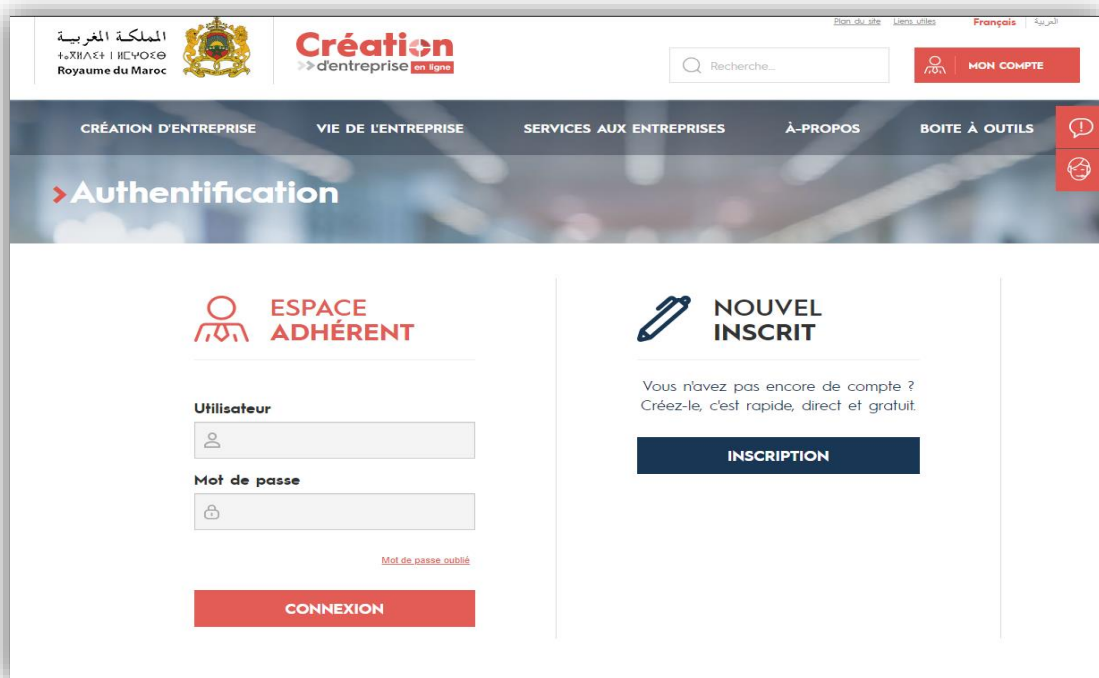 Plan du site Liens utiles Français العربية
المملكـة المغربيـة
ⵜⴰⴳⵍⴷⵉⵜ ⵏ ⵍⵎⵖⵔⵉⴱ
Royaume du Maroc
Création
>>d'entreprise en ligne
Recherche...
MON COMPTE
CRÉATION D'ENTREPRISE VIE DE L'ENTREPRISE SERVICES AUX ENTREPRISES À-PROPOS BOITE À OUTILS
Authentification
ESPACE
ADHÉRENT
Utilisateur
Mot de passe
Mot de passe oublié
CONNEXION
NOUVEL
INSCRIT
Vous n'avez pas encore de compte ?
Créez-le, c'est rapide, direct et gratuit.
INSCRIPTION